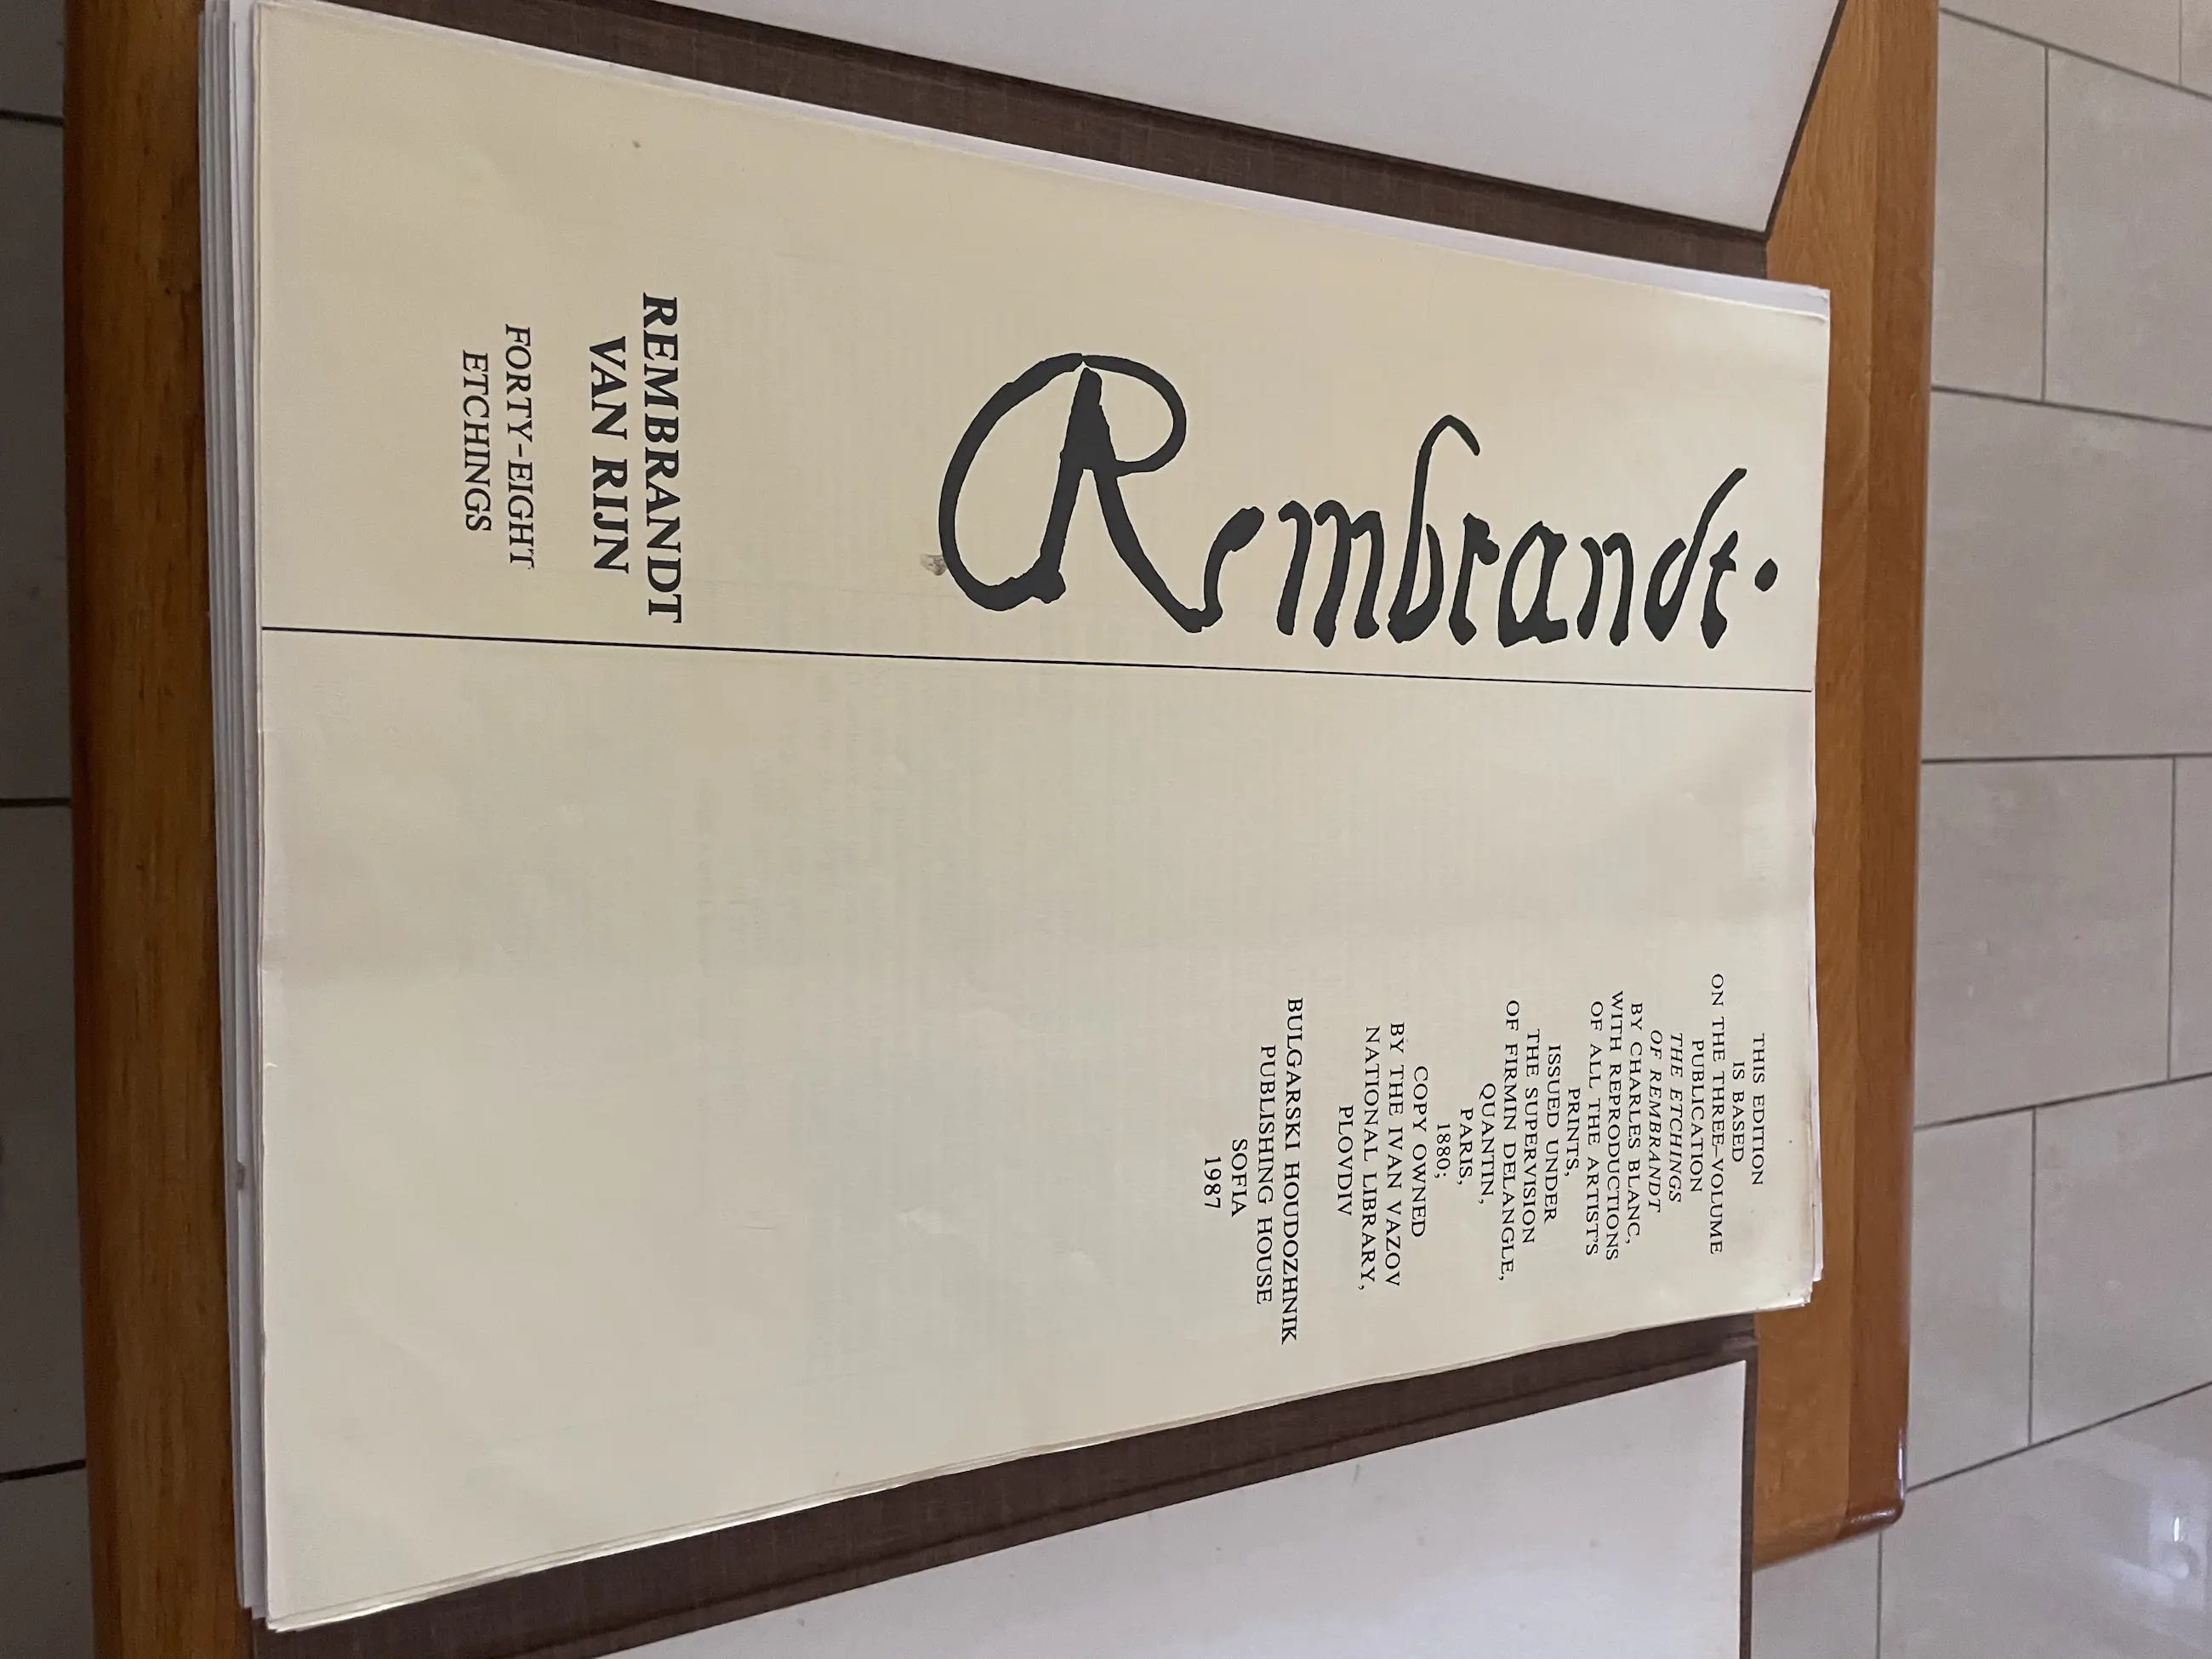 Rembrandt.
REMBRANDT
VAN RIJN
FORTY-EIGHT
ETCHINGS
THIS EDITION
IS BASED
ON THE THREE-VOLUME
PUBLICATION
THE ETCHINGS
OF REMBRANDT
BY CHARLES BLANC,
WITH REPRODUCTIONS
OF ALL THE ARTIST'S
PRINTS,
ISSUED UNDER
THE SUPERVISION
OF FIRMIN DELANGLE,
QUANTIN,
PARIS,
1880;
COPY OWNED
BY THE IVAN VAZOV
NATIONAL LIBRARY,
PLOVDIV
BULGARSKI HOUDOZHNIK
PUBLISHING HOUSE
SOFIA
1987